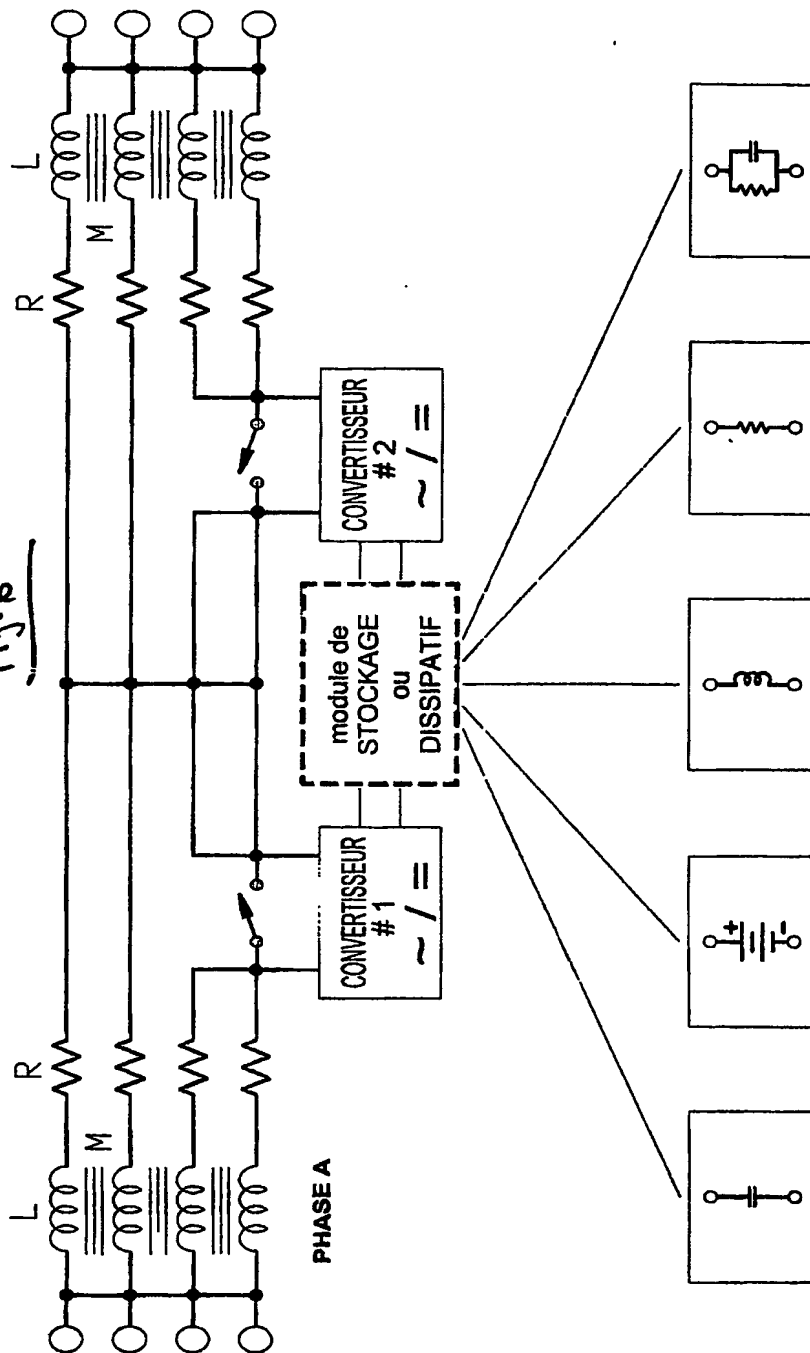 L
R
R
L
M
M
PHASE A
CONVERTISSEUR
#1
~ / =
module de
STOCKAGE
ou
DISSIPATIF
CONVERTISSEUR
#2
~ / =
+
-